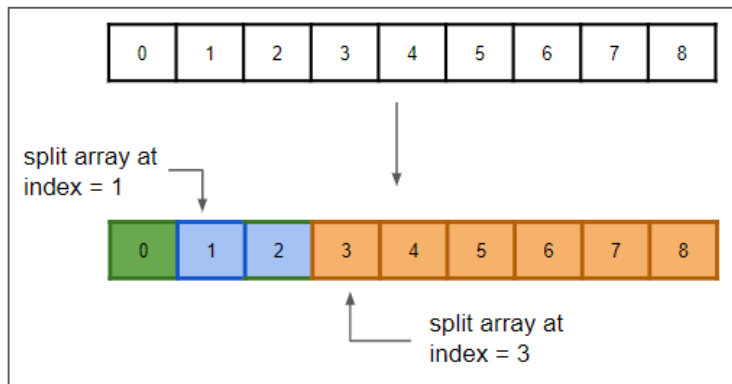 0 1 2 3 4 5 6 7 8
split array at
index = 1
0 1 2 3 4 5 6 7 8
split array at
index = 3